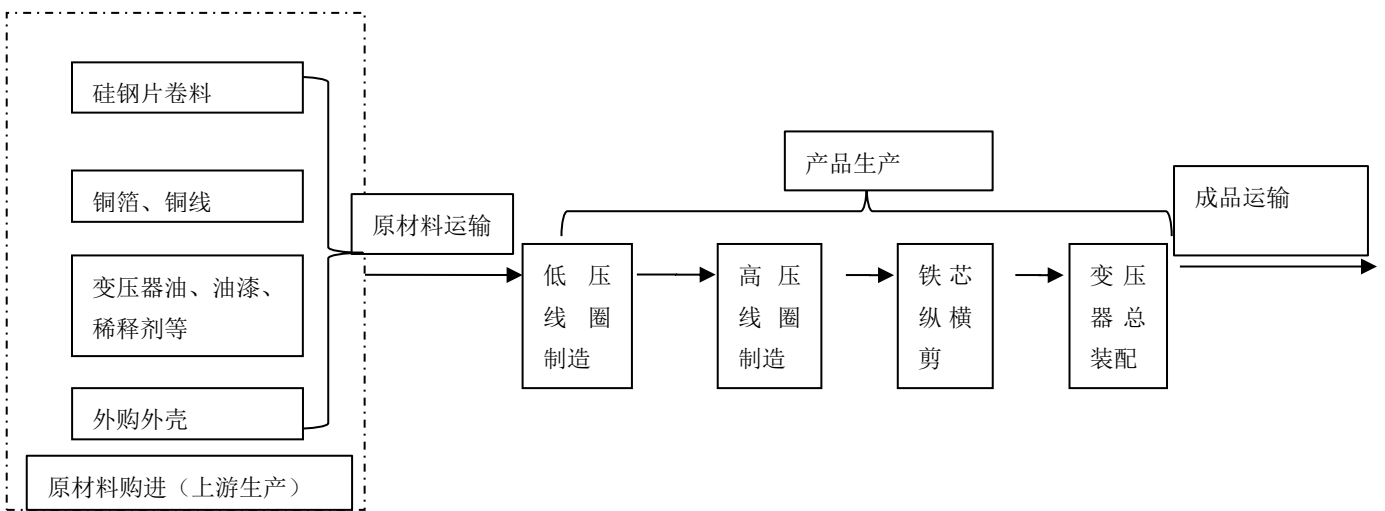 硅钢片卷料
铜箔、铜线
变压器油、油漆、
稀释剂等
外购外壳
原材料购进（上游生产）
原材料运输
产品生产
低压
线圈
制造
高压
线圈
制造
铁芯
纵横
剪
变压
器总
装配
成品运输